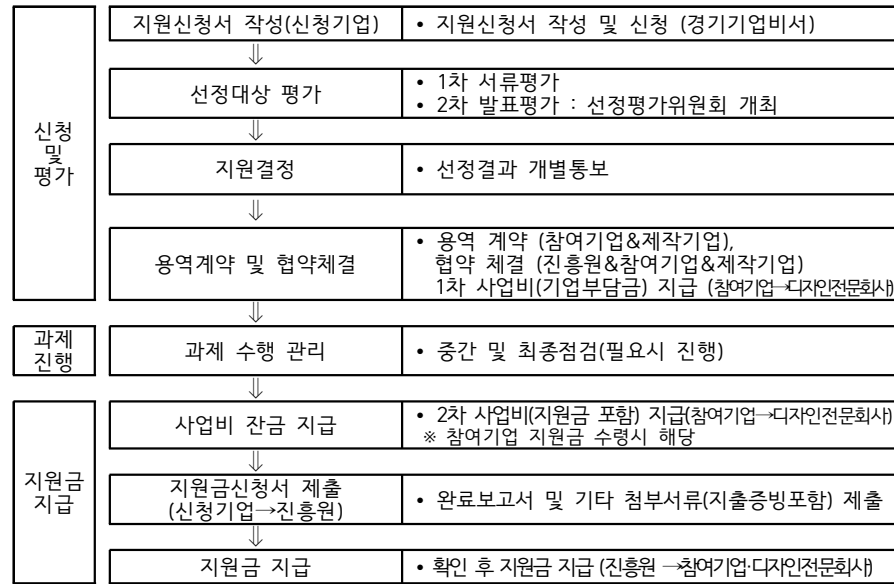 지원신청서 작성(신청기업)
• 지원신청서 작성 및 신청 (경기기업비서)
⇓
선정대상 평가
• 1차 서류평가
• 2차 발표평가 : 선정평가위원회 개최
⇓
신청
및
평가
지원결정
• 선정결과 개별통보
⇓
용역계약 및 협약체결
• 용역 계약 (참여기업&제작기업),
협약 체결 (진흥원&참여기업&제작기업)
1차 사업비(기업부담금) 지급 (참여기업→디자인전문회사)
⇓
과제
진행
과제 수행 관리
• 중간 및 최종점검(필요시 진행)
⇓
사업비 잔금 지급
• 2차 사업비(지원금 포함) 지급(참여기업→디자인전문회사)
※ 참여기업 지원금 수령시 해당
⇓
지원금
지급
지원금신청서 제출
(신청기업→진흥원)
• 완료보고서 및 기타 첨부서류(지출증빙포함) 제출
⇓
지원금 지급
• 확인 후 지원금 지급 (진흥원 →참여기업·디자인전문회사)